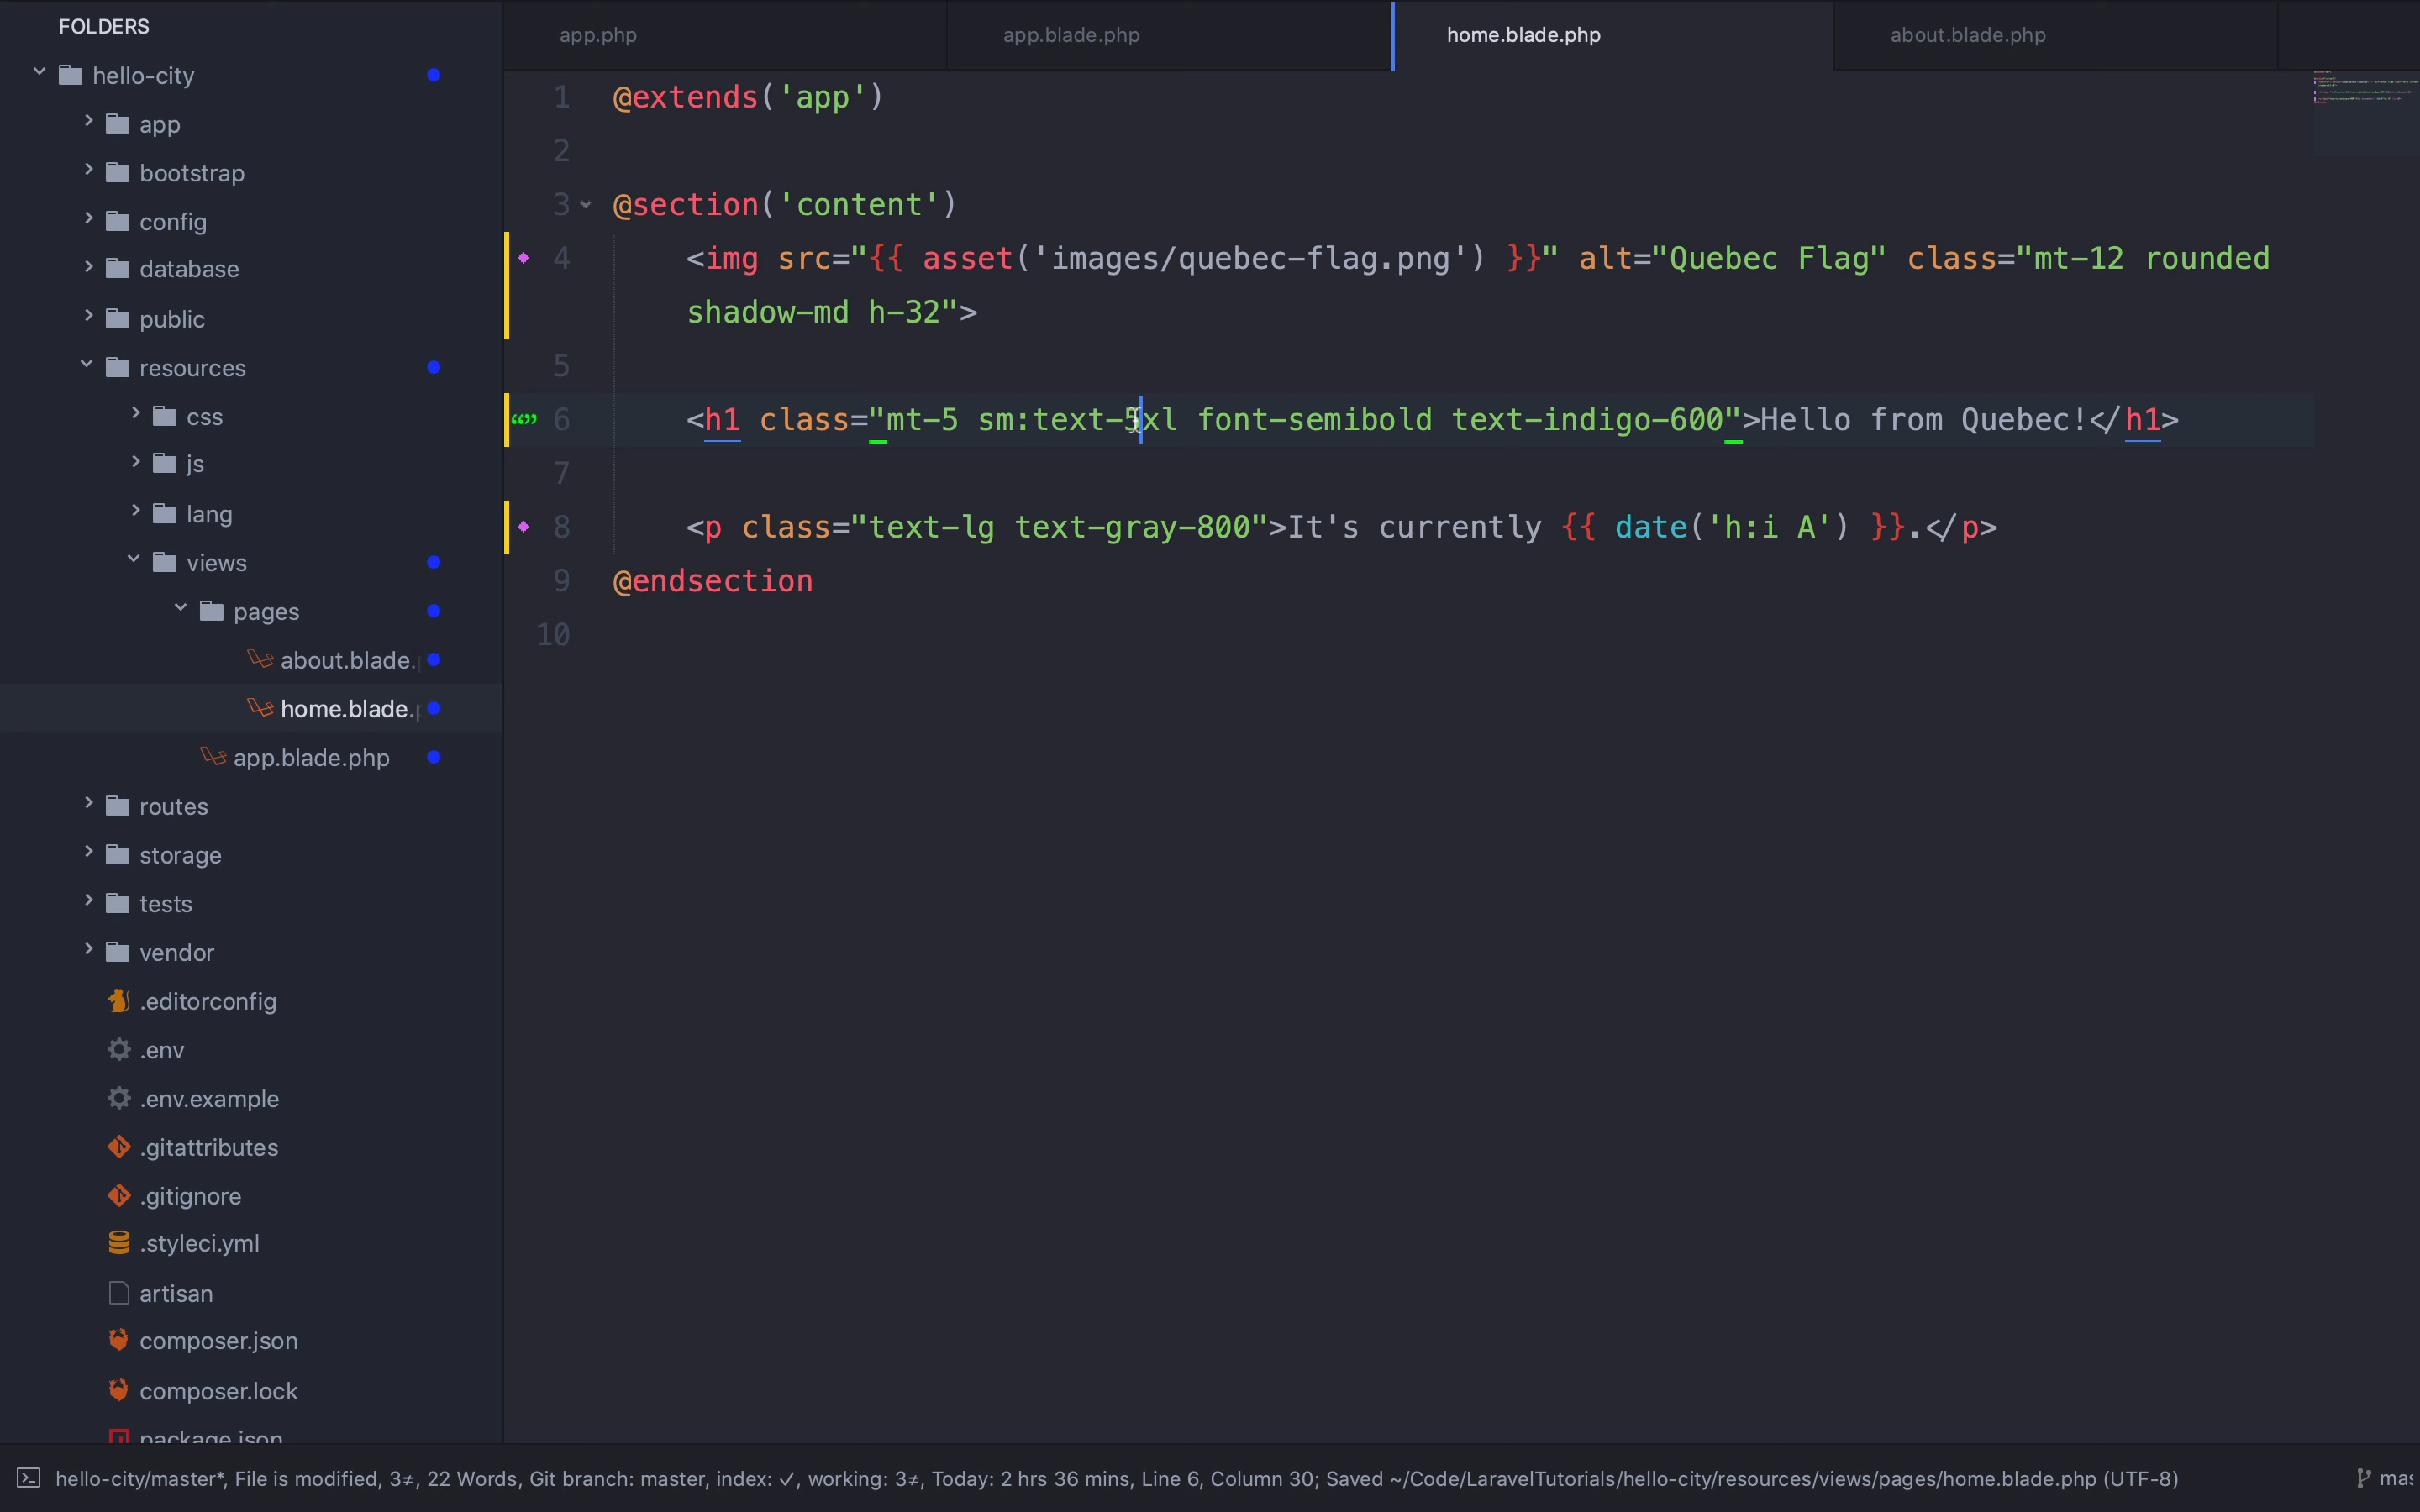 FOLDERS
hello-city
app
bootstrap
config
database
public
resources
css
js
lang
views
pages
about.blade.
home.blade.
app.blade.php
routes
storage
tests
vendor
.editorconfig
.env
.env.example
.gitattributes
.gitignore
.styleci.yml
artisan
composer.json
composer.lock
package.json
app.php
app.blade.php
home.blade.php
about.blade.php
1 @extends('app')
2
3 @section('content')
4 <img src="{{ asset('images/quebec-flag.png') }}" alt="Quebec Flag" class="mt-12 rounded
shadow-md h-32">
5
6 <h1 class="mt-5 sm:text-5xl font-semibold text-indigo-600">Hello from Quebec!</h1>
7
8 <p class="text-lg text-gray-800">It's currently {{ date('h:i A') }}.</p>
9 @endsection
10
hello-city/master*, File is modified, 3≠, 22 Words, Git branch: master, index: ✓, working: 3≠, Today: 2 hrs 36 mins, Line 6, Column 30; Saved ~/Code/LaravelTutorials/hello-city/resources/views/pages/home.blade.php (UTF-8)